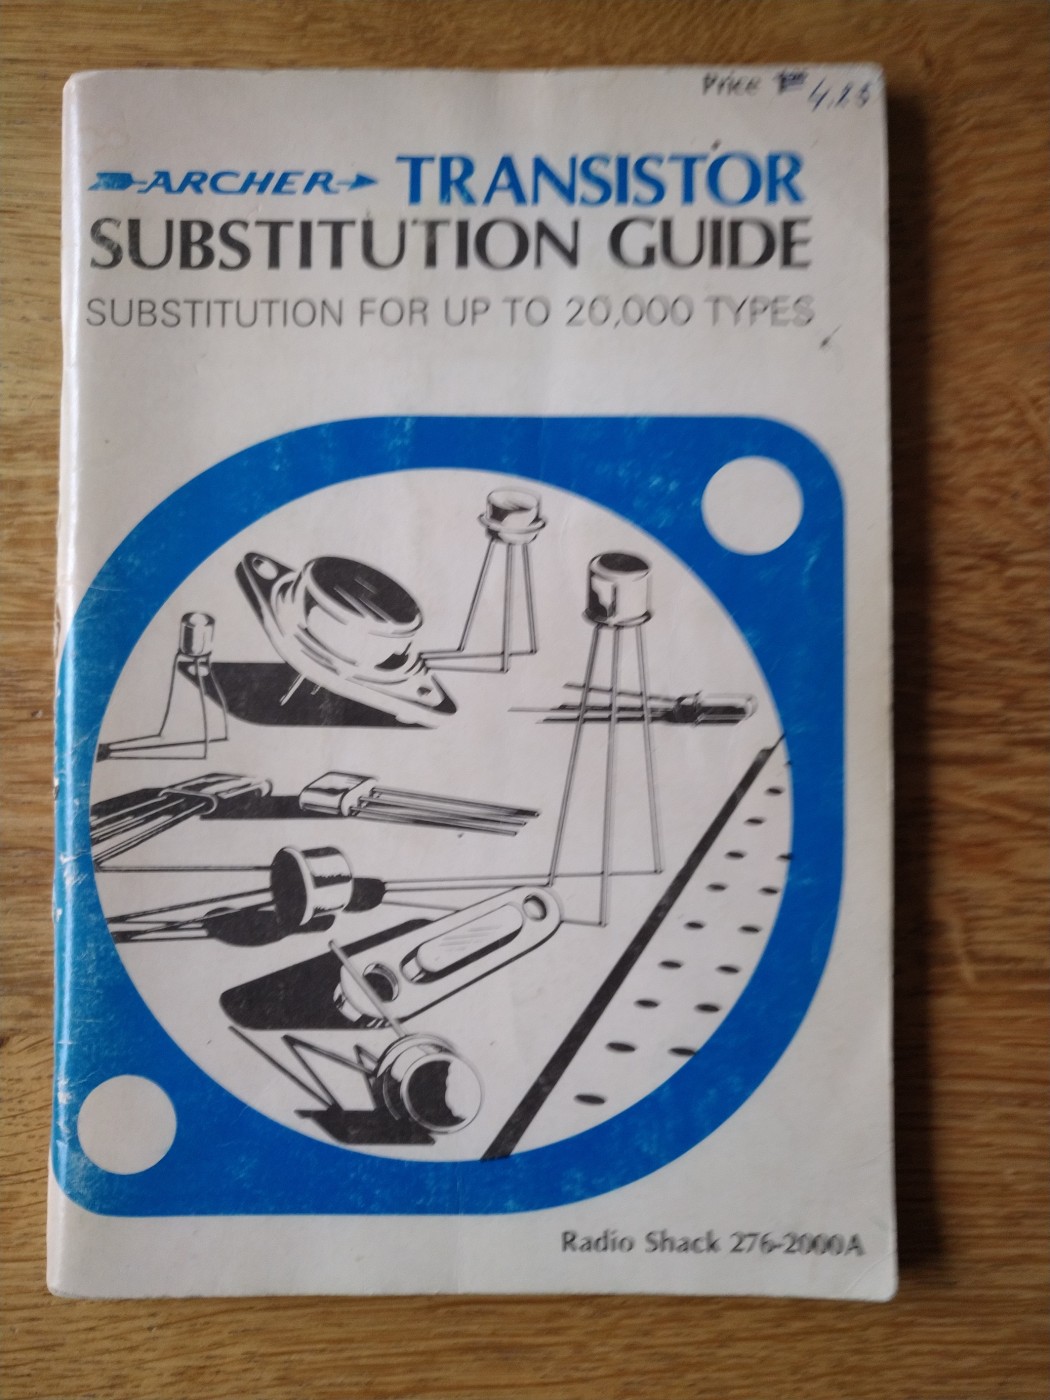 Price 4.25
ARCHER TRANSISTOR
SUBSTITUTION GUIDE
SUBSTITUTION FOR UP TO 20,000 TYPES
Radio Shack 276-2000A